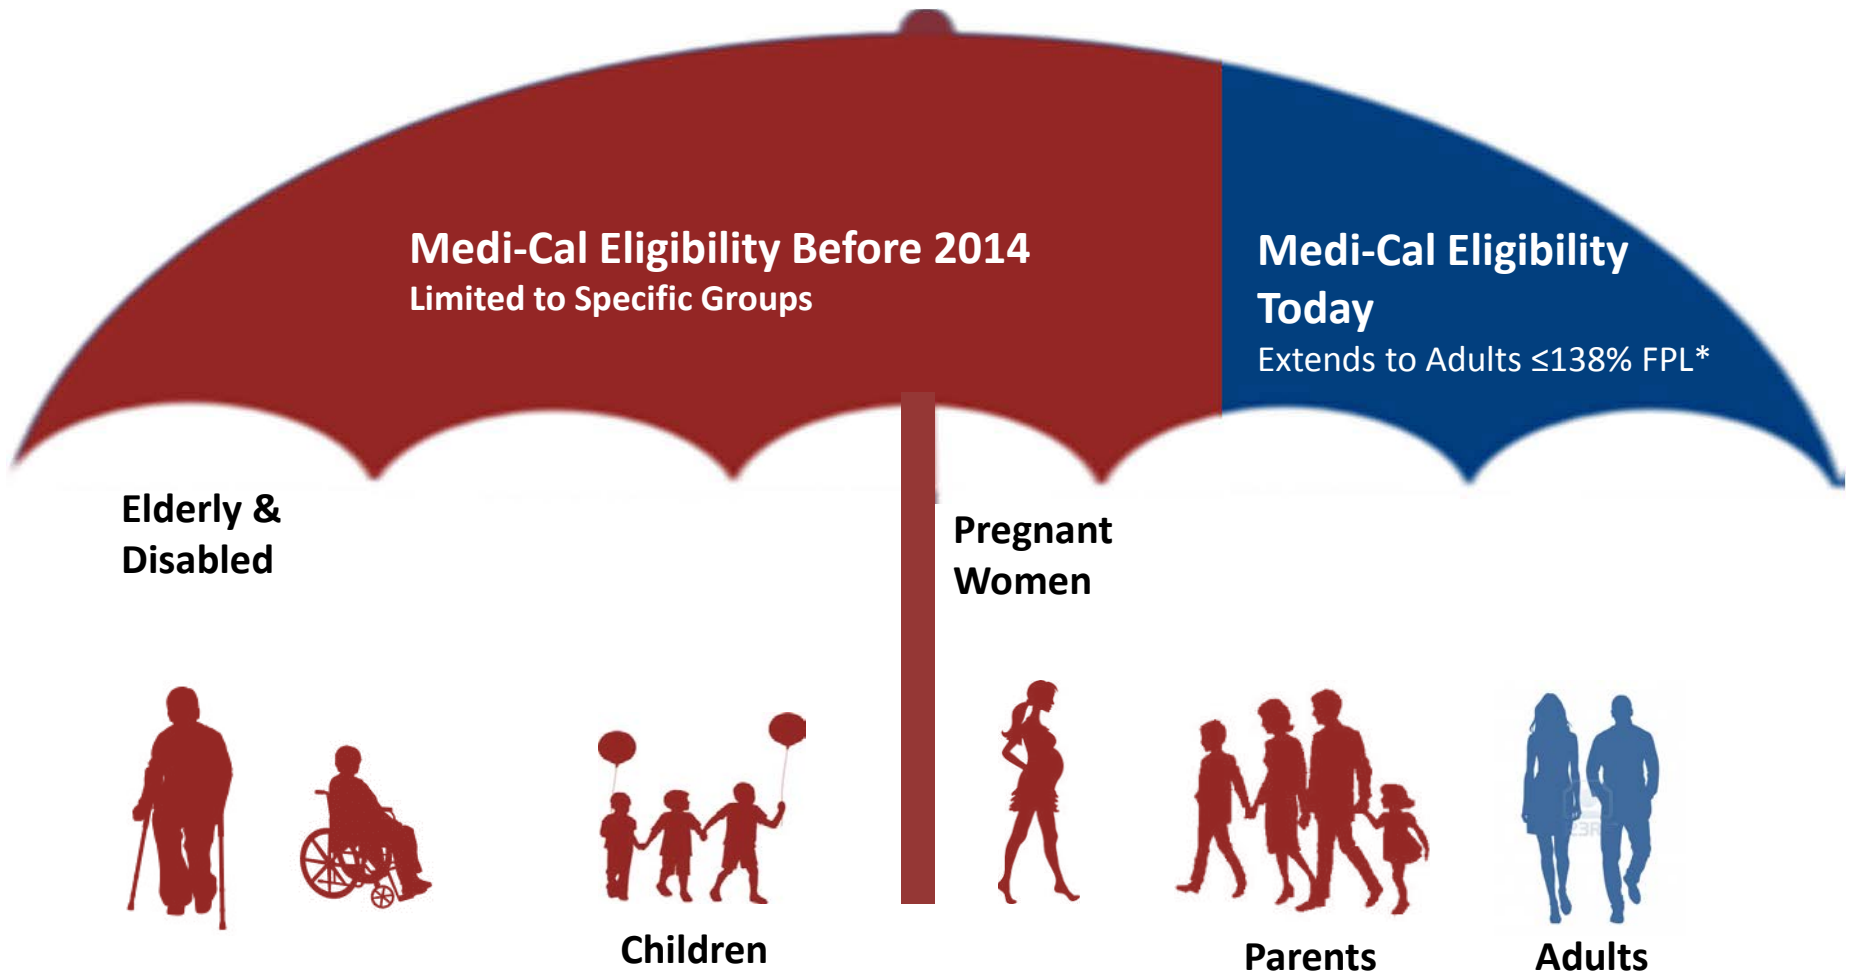 Medi-Cal Eligibility Before 2014
Limited to Specific Groups
Medi-Cal Eligibility
Today
Extends to Adults ≤138% FPL*
Elderly &
Disabled
Pregnant
Women
Children
Parents
Adults